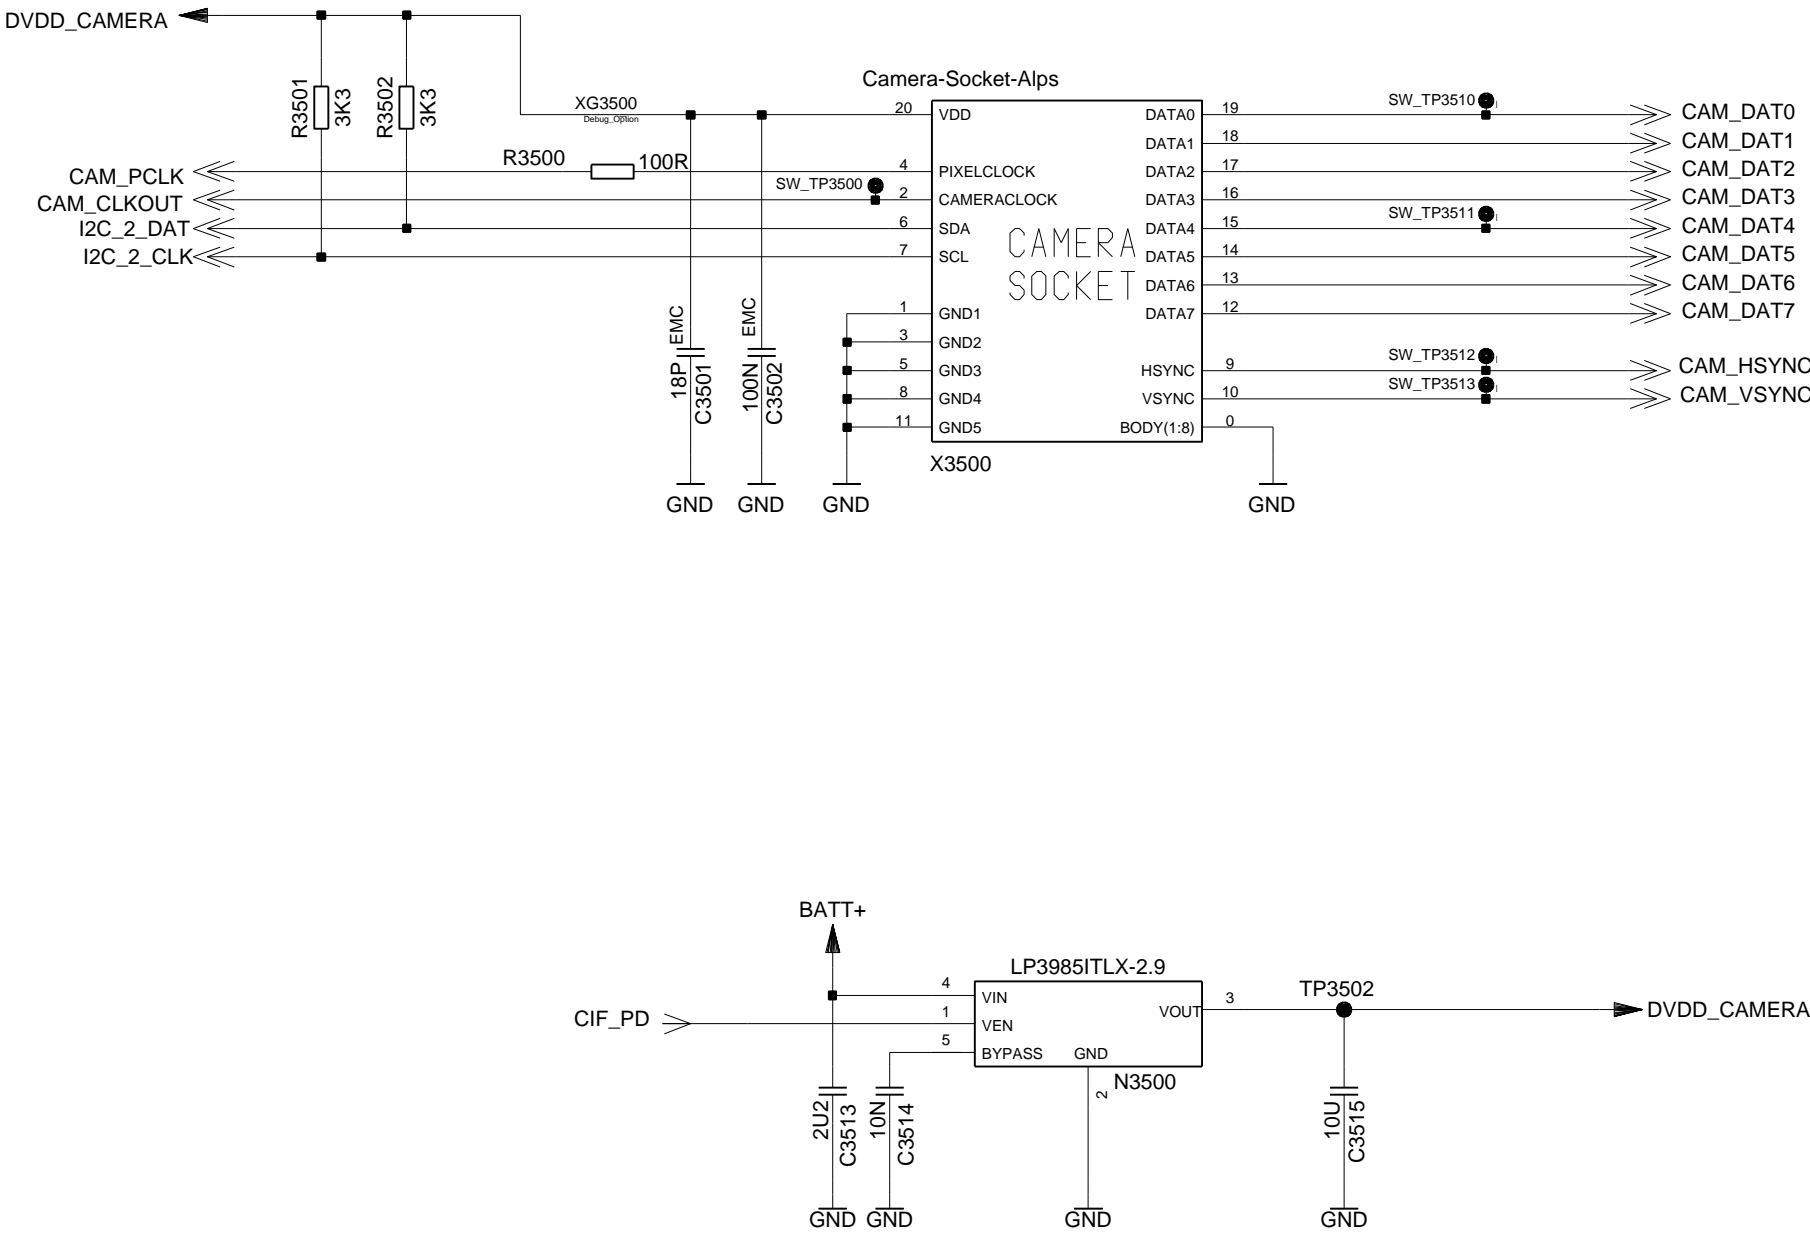 DVDD_CAMERA
R3501
3K3
R3502
3K3
XG3500
Debug_Option
Camera-Socket-Alps
CAM_PCLK
CAM_CLKOUT
I2C_2_DAT
I2C_2_CLK
R3500
100R
SW_TP3500
20 VDD
4 PIXELCLOCK
2 CAMERACLOCK
6 SDA
7 SCL
1 GND1
3 GND2
5 GND3
8 GND4
11 GND5
CAMERA
SOCKET
DATA0 19
DATA1 18
DATA2 17
DATA3 16
DATA4 15
DATA5 14
DATA6 13
DATA7 12
HSYNC 9
VSYNC 10
BODY(1:8) 0
X3500
SW_TP3510
SW_TP3511
SW_TP3512
SW_TP3513
CAM_DAT0
CAM_DAT1
CAM_DAT2
CAM_DAT3
CAM_DAT4
CAM_DAT5
CAM_DAT6
CAM_DAT7
CAM_HSYNC
CAM_VSYNC
EMC
18P
C3501
EMC
100N
C3502
GND
GND
GND
GND
BATT+
LP3985ITLX-2.9
CIF_PD
4 VIN
1 VEN
5 BYPASS
GND
2
VOUT 3
N3500
TP3502
DVDD_CAMERA
2U2
C3513
10N
C3514
10U
C3515
GND
GND
GND
GND